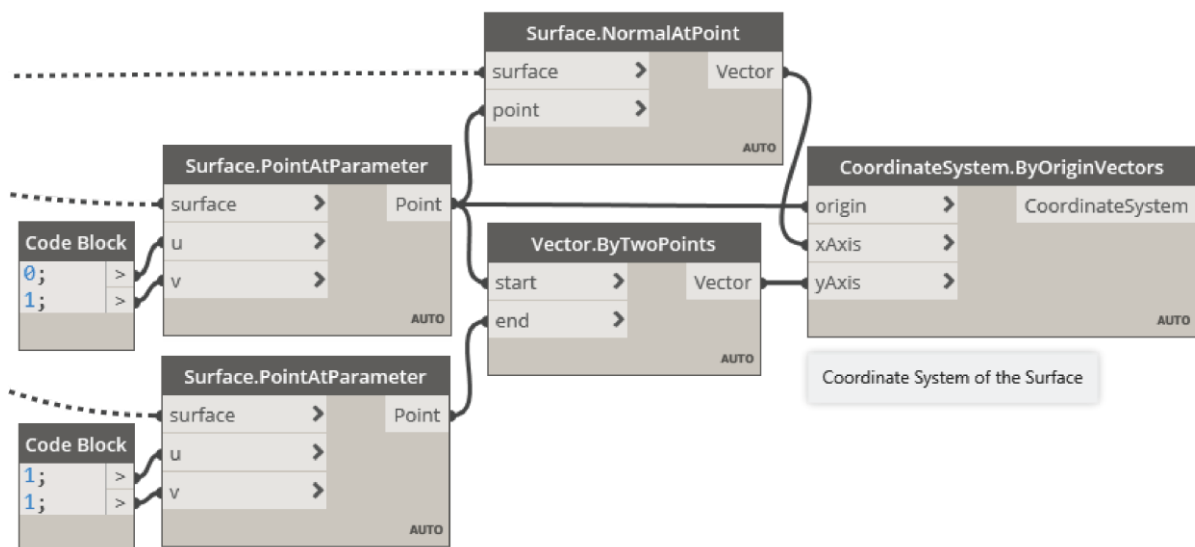 Surface.NormalAtPoint
surface > Vector
point >
AUTO
Surface.PointAtParameter
surface > Point
u >
v >
AUTO
Code Block
0; >
1; >
Vector.ByTwoPoints
start > Vector
end >
AUTO
CoordinateSystem.ByOriginVectors
origin > CoordinateSystem
xAxis >
yAxis >
AUTO
Coordinate System of the Surface
Surface.PointAtParameter
surface > Point
u >
v >
AUTO
Code Block
1; >
1; >